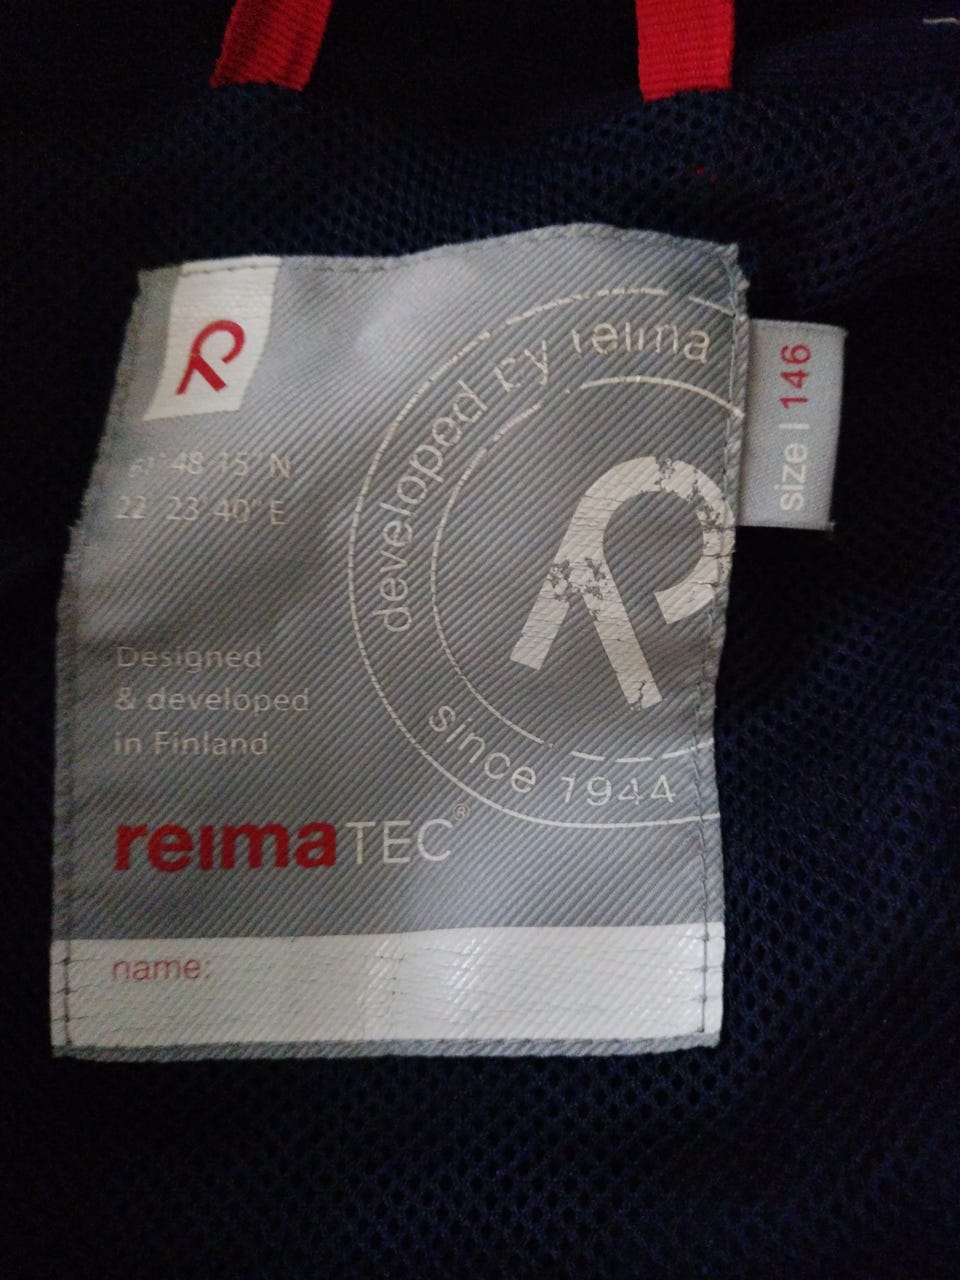 48' 15" N
22° 23' 40" E
developed by reima
since 1944
size | 146
Designed
& developed
in Finland
reimaTEC®
name: